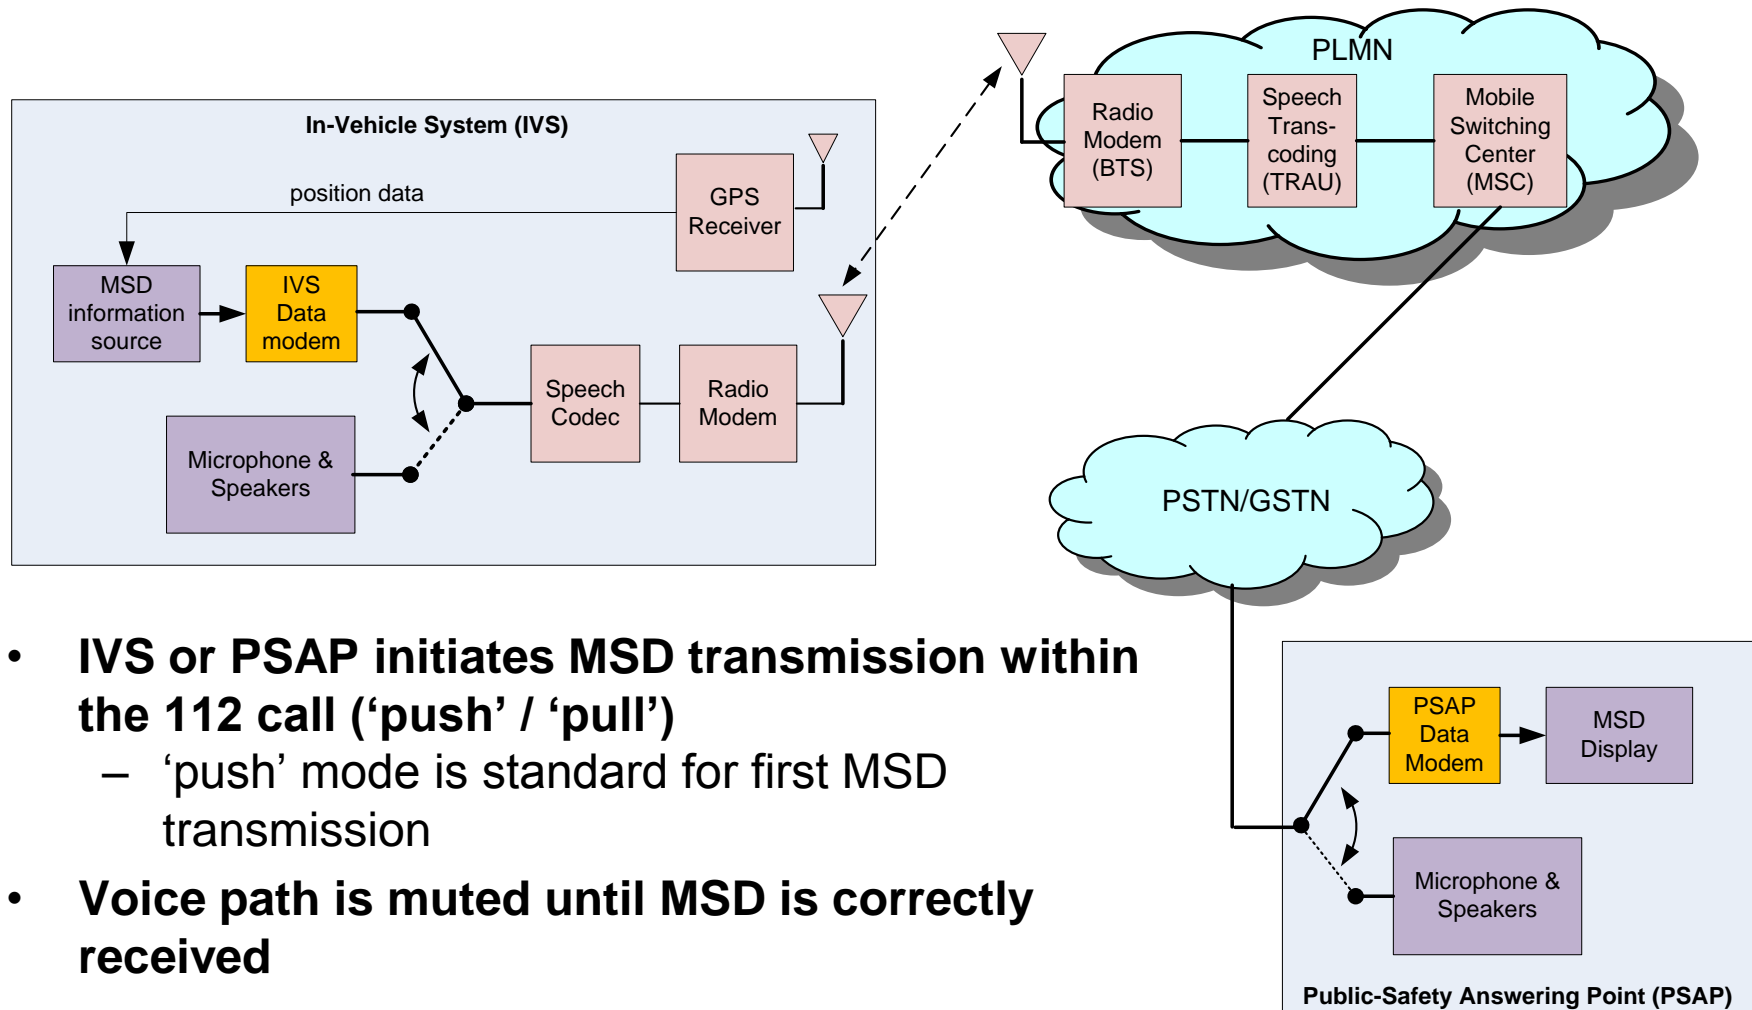 PLMN
Radio
Modem
(BTS)
Speech
Trans-
coding
(TRAU)
Mobile
Switching
Center
(MSC)
In-Vehicle System (IVS)
position data
GPS
Receiver
MSD
information
source
IVS
Data
modem
Speech
Codec
Radio
Modem
Microphone &
Speakers
PSTN/GSTN
• IVS or PSAP initiates MSD transmission within
the 112 call (‘push’ / ‘pull’)
– ‘push’ mode is standard for first MSD
transmission
• Voice path is muted until MSD is correctly
received
PSAP
Data
Modem
MSD
Display
Microphone &
Speakers
Public-Safety Answering Point (PSAP)